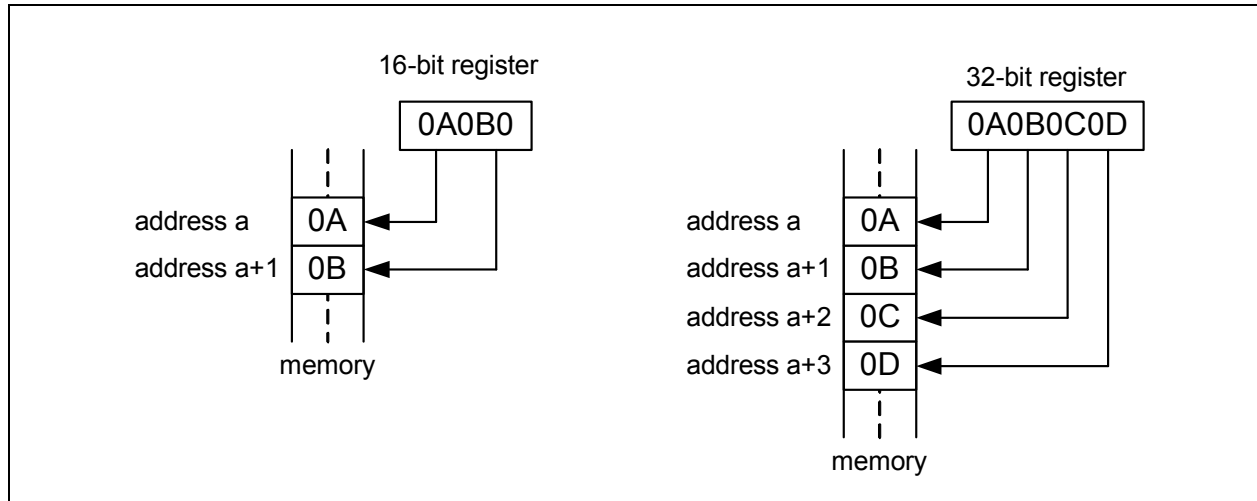 16-bit register
0A0B0
address a
0A
address a+1
0B
memory
32-bit register
0A0B0C0D
address a
0A
address a+1
0B
address a+2
0C
address a+3
0D
memory